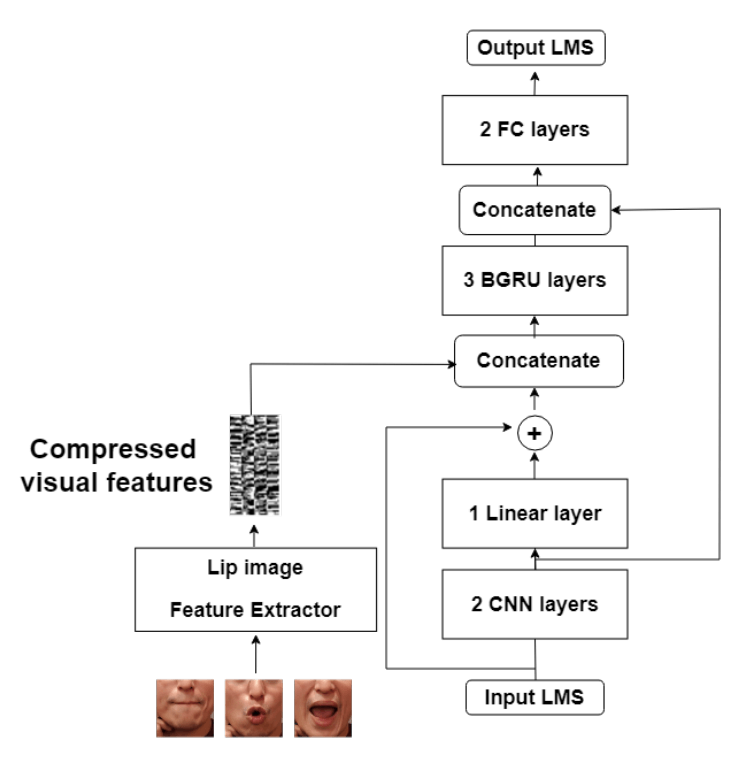 Output LMS
2 FC layers
Concatenate
3 BGRU layers
Concatenate
+
Compressed
visual features
1 Linear layer
Lip image
Feature Extractor
2 CNN layers
Input LMS